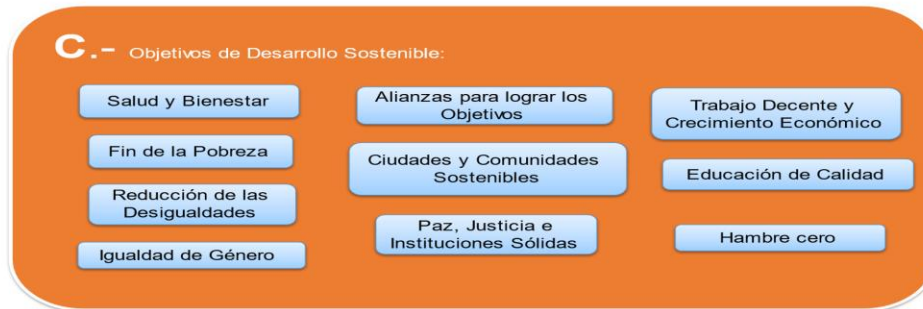 C.- Objetivos de Desarrollo Sostenible:
Salud y Bienestar
Fin de la Pobreza
Reducción de las
Desigualdades
Igualdad de Género
Alianzas para lograr los
Objetivos
Ciudades y Comunidades
Sostenibles
Paz, Justicia e
Instituciones Sólidas
Trabajo Decente y
Crecimiento Económico
Educación de Calidad
Hambre cero